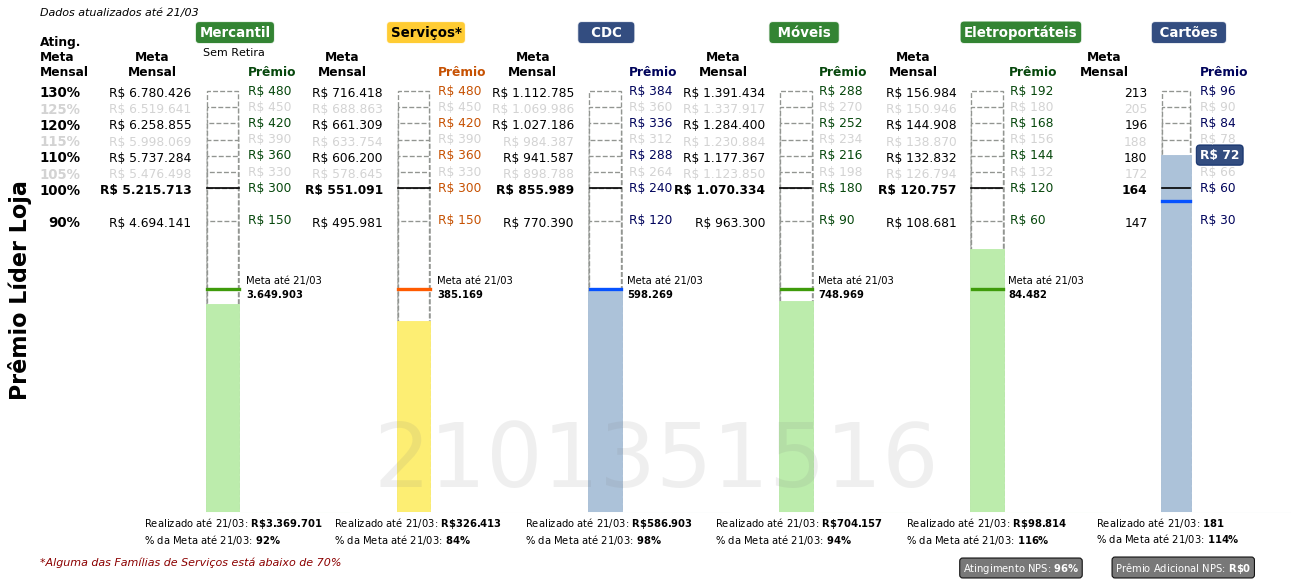 Dados atualizados até 21/03
Mercantil Serviços* CDC Móveis Eletroportáteis Cartões
Sem Retira
Ating. Meta Mensal
Meta Mensal Prêmio Meta Mensal Prêmio Meta Mensal Prêmio Meta Mensal Prêmio Meta Mensal Prêmio Meta Mensal Prêmio
130% R$ 6.780.426 R$ 480 R$ 716.418 R$ 480 R$ 1.112.785 R$ 384 R$ 1.391.434 R$ 288 R$ 156.984 R$ 192 213 R$ 96
125% R$ 6.519.641 R$ 450 R$ 688.863 R$ 450 R$ 1.069.986 R$ 360 R$ 1.337.917 R$ 270 R$ 150.946 R$ 180 205 R$ 90
120% R$ 6.258.855 R$ 420 R$ 661.309 R$ 420 R$ 1.027.186 R$ 336 R$ 1.284.400 R$ 252 R$ 144.908 R$ 168 196 R$ 84
115% R$ 5.998.069 R$ 390 R$ 633.754 R$ 390 R$ 984.387 R$ 312 R$ 1.230.884 R$ 234 R$ 138.870 R$ 156 188 R$ 78
110% R$ 5.737.284 R$ 360 R$ 606.200 R$ 360 R$ 941.587 R$ 288 R$ 1.177.367 R$ 216 R$ 132.832 R$ 144 180 R$ 72
105% R$ 5.476.498 R$ 330 R$ 578.645 R$ 330 R$ 898.788 R$ 264 R$ 1.123.850 R$ 198 R$ 126.794 R$ 132 172 R$ 66
100% R$ 5.215.713 R$ 300 R$ 551.091 R$ 300 R$ 855.989 R$ 240 R$ 1.070.334 R$ 180 R$ 120.757 R$ 120 164 R$ 60
90% R$ 4.694.141 R$ 150 R$ 495.981 R$ 150 R$ 770.390 R$ 120 R$ 963.300 R$ 90 R$ 108.681 R$ 60 147 R$ 30
Prêmio Líder Loja
Meta até 21/03 Meta até 21/03 Meta até 21/03 Meta até 21/03 Meta até 21/03
3.649.903 385.169 598.269 748.969 84.482
2101351516
Realizado até 21/03: R$3.369.701 Realizado até 21/03: R$326.413 Realizado até 21/03: R$586.903 Realizado até 21/03: R$704.157 Realizado até 21/03: R$98.814 Realizado até 21/03: 181
% da Meta até 21/03: 92% % da Meta até 21/03: 84% % da Meta até 21/03: 98% % da Meta até 21/03: 94% % da Meta até 21/03: 116% % da Meta até 21/03: 114%
*Alguma das Famílias de Serviços está abaixo de 70%
Atingimento NPS: 96% Prêmio Adicional NPS: R$0